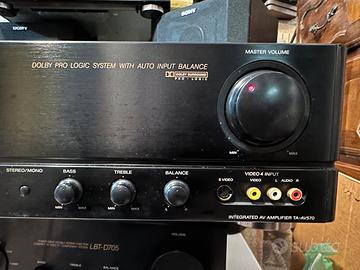 SONY
DOLBY PRO LOGIC SYSTEM WITH AUTO INPUT BALANCE
DOLBY SURROUND
PRO · LOGIC
MASTER VOLUME
MIN
MAX
STEREO/MONO
BASS
TREBLE
BALANCE
VIDEO 4 INPUT
S VIDEO
VIDEO
L AUDIO R
MIN
MAX
MIN
MAX
INTEGRATED AV AMPLIFIER TA-AV570
LBT-D705
VOLUME
subito